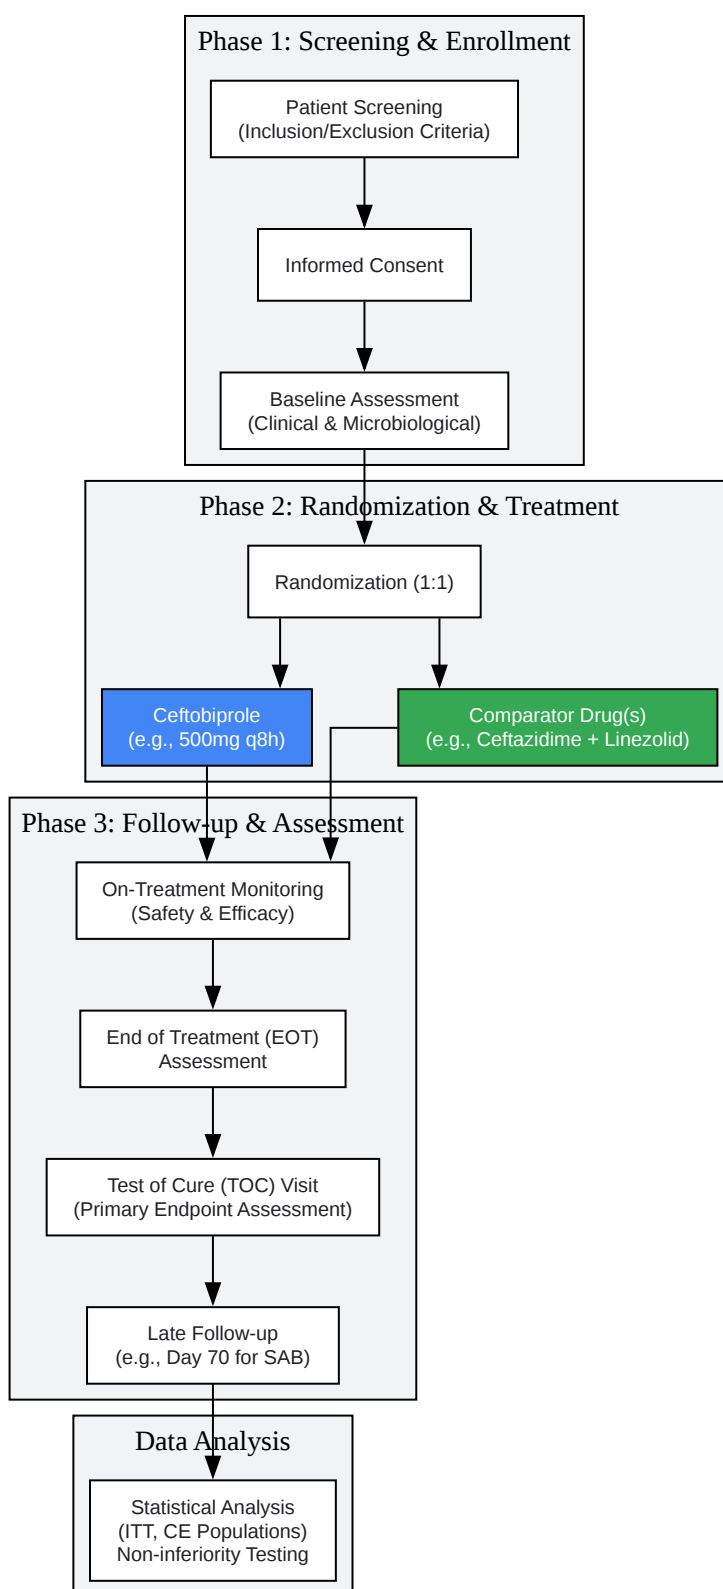 Phase 1: Screening & Enrollment
Patient Screening
(Inclusion/Exclusion Criteria)
Informed Consent
Baseline Assessment
(Clinical & Microbiological)
Phase 2: Randomization & Treatment
Randomization (1:1)
Ceftobiprole
(e.g., 500mg q8h)
Comparator Drug(s)
(e.g., Ceftazidime + Linezolid)
Phase 3: Follow-up & Assessment
On-Treatment Monitoring
(Safety & Efficacy)
End of Treatment (EOT)
Assessment
Test of Cure (TOC) Visit
(Primary Endpoint Assessment)
Late Follow-up
(e.g., Day 70 for SAB)
Data Analysis
Statistical Analysis
(ITT, CE Populations)
Non-inferiority Testing